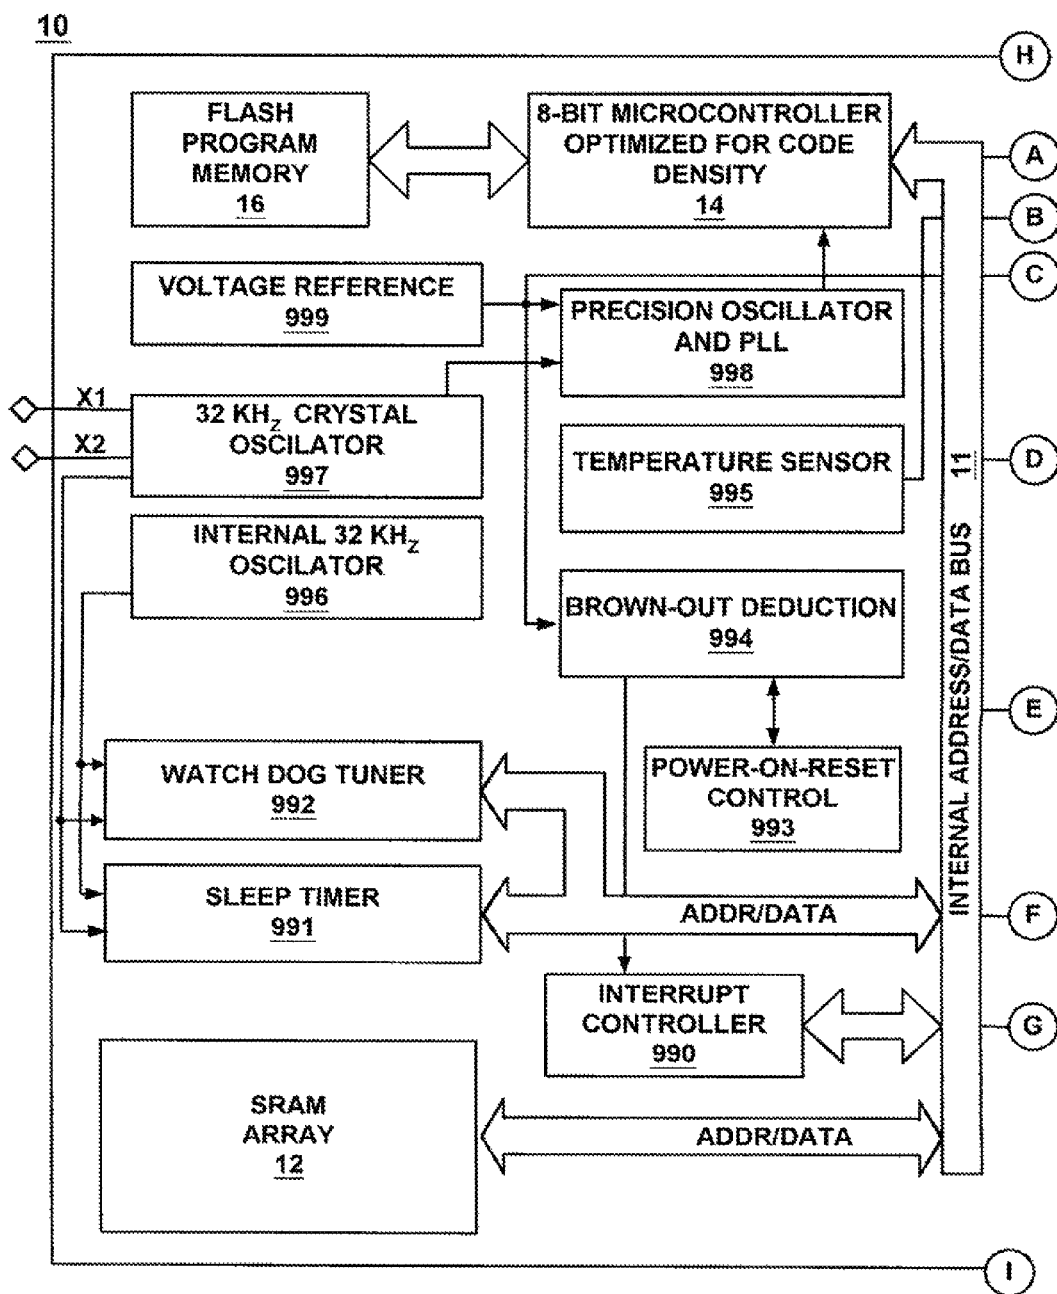 10
H
FLASH
PROGRAM
MEMORY
16
8-BIT MICROCONTROLLER
OPTIMIZED FOR CODE
DENSITY
14
A
B
VOLTAGE REFERENCE
999
C
PRECISION OSCILLATOR
AND PLL
998
X1
X2
32 KHZ CRYSTAL
OSCILATOR
997
TEMPERATURE SENSOR
995
D
INTERNAL 32 KHZ
OSCILATOR
996
BROWN-OUT DEDUCTION
994
INTERNAL ADDRESS/DATA BUS 11
E
WATCH DOG TUNER
992
POWER-ON-RESET
CONTROL
993
SLEEP TIMER
991
ADDR/DATA
F
INTERRUPT
CONTROLLER
990
G
SRAM
ARRAY
12
ADDR/DATA
I